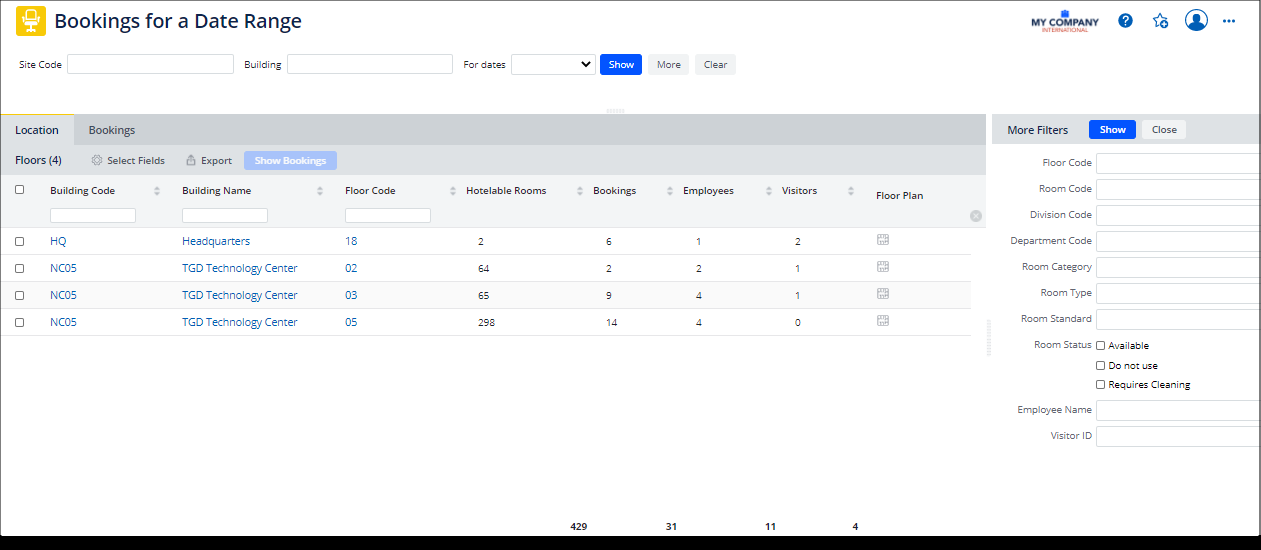 Bookings for a Date Range
MY COMPANY
INTERNATIONAL
Site Code Building For dates Show More Clear
Location Bookings
Floors (4) Select Fields Export Show Bookings
Building Code Building Name Floor Code Hotelable Rooms Bookings Employees Visitors Floor Plan
HQ Headquarters 18 2 6 1 2
NC05 TGD Technology Center 02 64 2 2 1
NC05 TGD Technology Center 03 65 9 4 1
NC05 TGD Technology Center 05 298 14 4 0
429 31 11 4
More Filters Show Close
Floor Code
Room Code
Division Code
Department Code
Room Category
Room Type
Room Standard
Room Status Available
Do not use
Requires Cleaning
Employee Name
Visitor ID